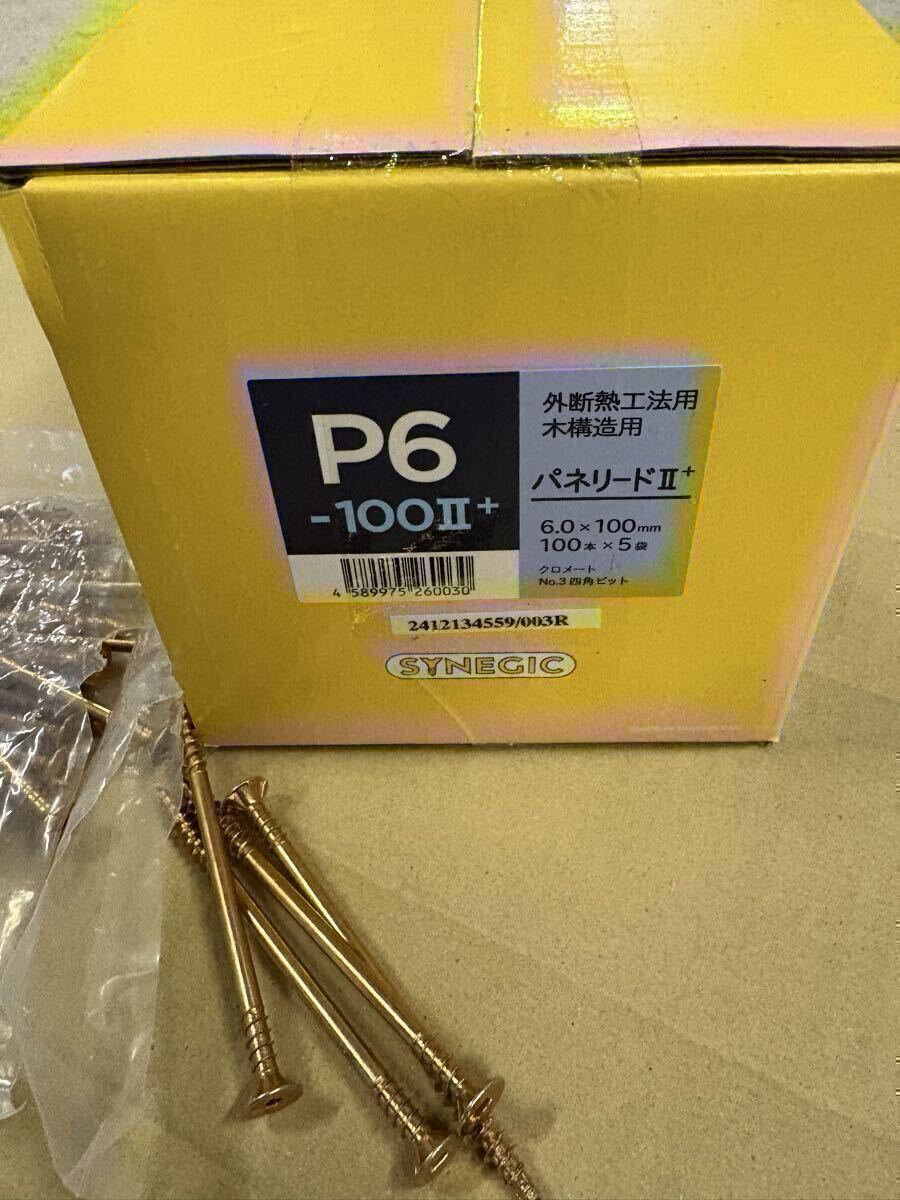 P6
-100II+
4 589975 260030
外断熱工法用
木構造用
パネリードII+
6.0×100mm
100本×5袋
クロメート
No.3 四角ビット
2412134559/003R
SYNEGIC